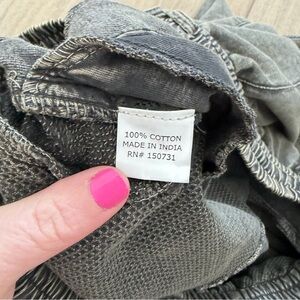 100% COTTON
MADE IN INDIA
RN# 150731